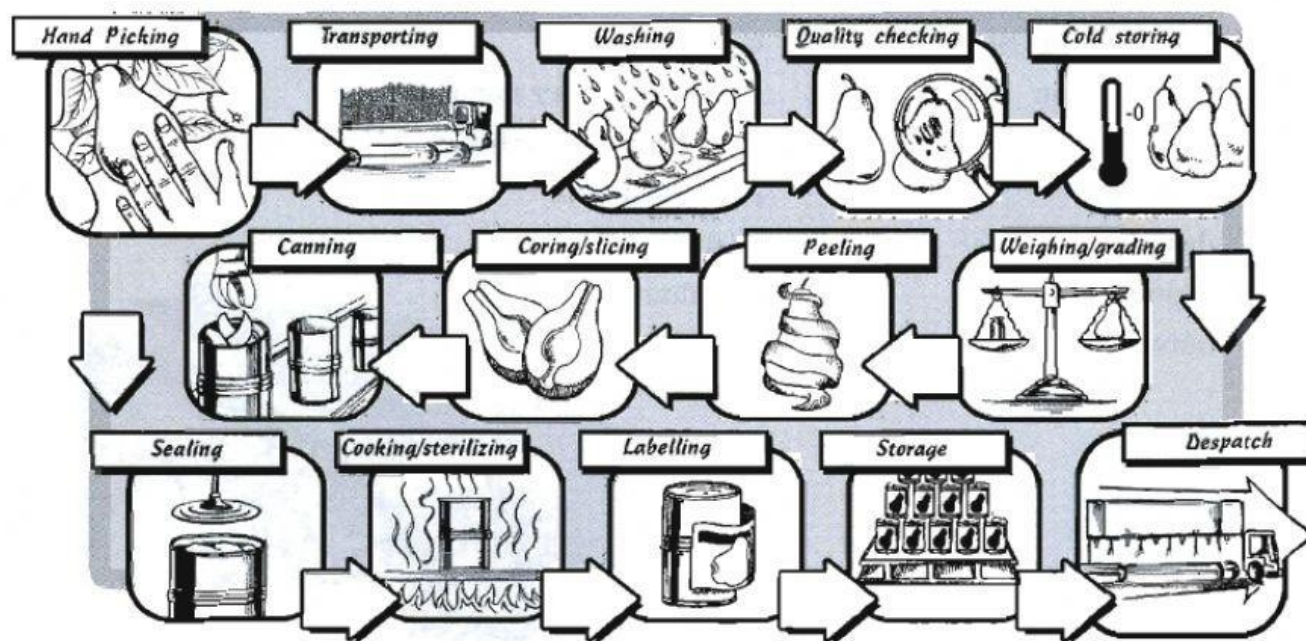 Hand Picking
Transporting
Washing
Quality checking
Cold storing
-0
Canning
Coring/slicing
Peeling
Weighing/grading
Sealing
Cooking/sterilizing
Labelling
Storage
Despatch